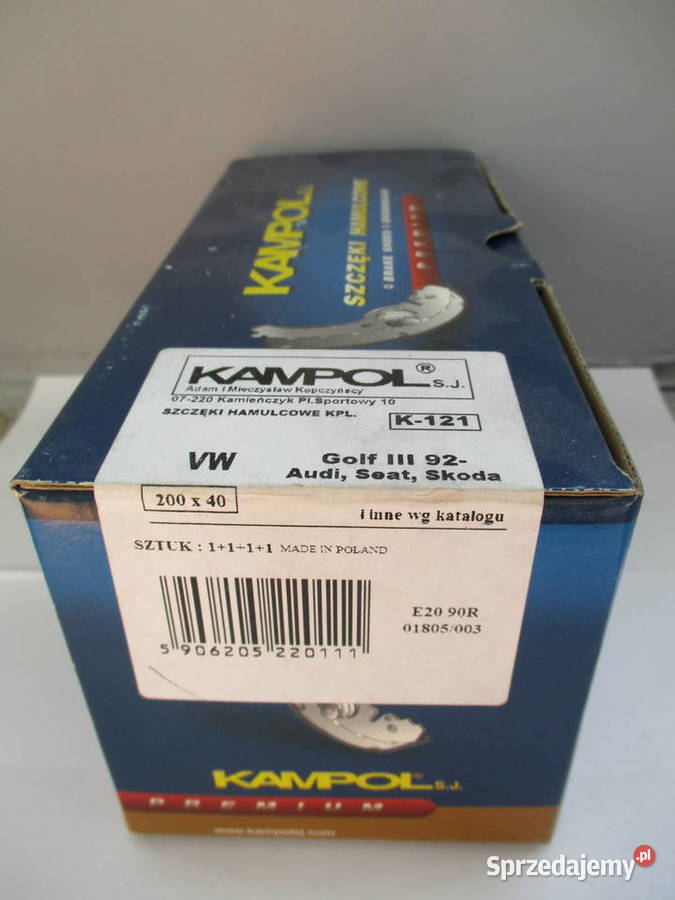 KAMPOL S.J.
SZCZĘKI HAMULCOWE
PREMIUM
KAMPOL® S.J.
Adam i Mieczysław Kopczyńscy
07-220 Kamieńczyk Pl.Sportowy 10
SZCZĘKI HAMULCOWE KPL.
K-121
VW
Golf III 92-
Audi, Seat, Skoda
200 x 40
i inne wg katalogu
SZTUK : 1+1+1+1 MADE IN POLAND
E20 90R
01805/003
5 906205 220111
KAMPOL® S.J.
PREMIUM
www.kampolsj.com
Sprzedajemy.pl